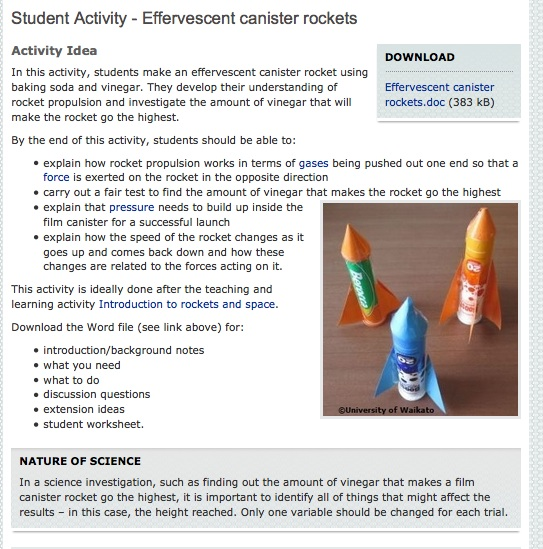 Student Activity - Effervescent canister rockets
Activity Idea
In this activity, students make an effervescent canister rocket using
baking soda and vinegar. They develop their understanding of
rocket propulsion and investigate the amount of vinegar that will
make the rocket go the highest.
DOWNLOAD
Effervescent canister
rockets.doc (383 kB)
By the end of this activity, students should be able to:
• explain how rocket propulsion works in terms of gases being pushed out one end so that a
force is exerted on the rocket in the opposite direction
• carry out a fair test to find the amount of vinegar that makes the rocket go the highest
• explain that pressure needs to build up inside the
film canister for a successful launch
• explain how the speed of the rocket changes as it
goes up and comes back down and how these
changes are related to the forces acting on it.
This activity is ideally done after the teaching and
learning activity Introduction to rockets and space.
Download the Word file (see link above) for:
• introduction/background notes
• what you need
• what to do
• discussion questions
• extension ideas
• student worksheet.
©University of Waikato
NATURE OF SCIENCE
In a science investigation, such as finding out the amount of vinegar that makes a film
canister rocket go the highest, it is important to identify all of things that might affect the
results – in this case, the height reached. Only one variable should be changed for each trial.